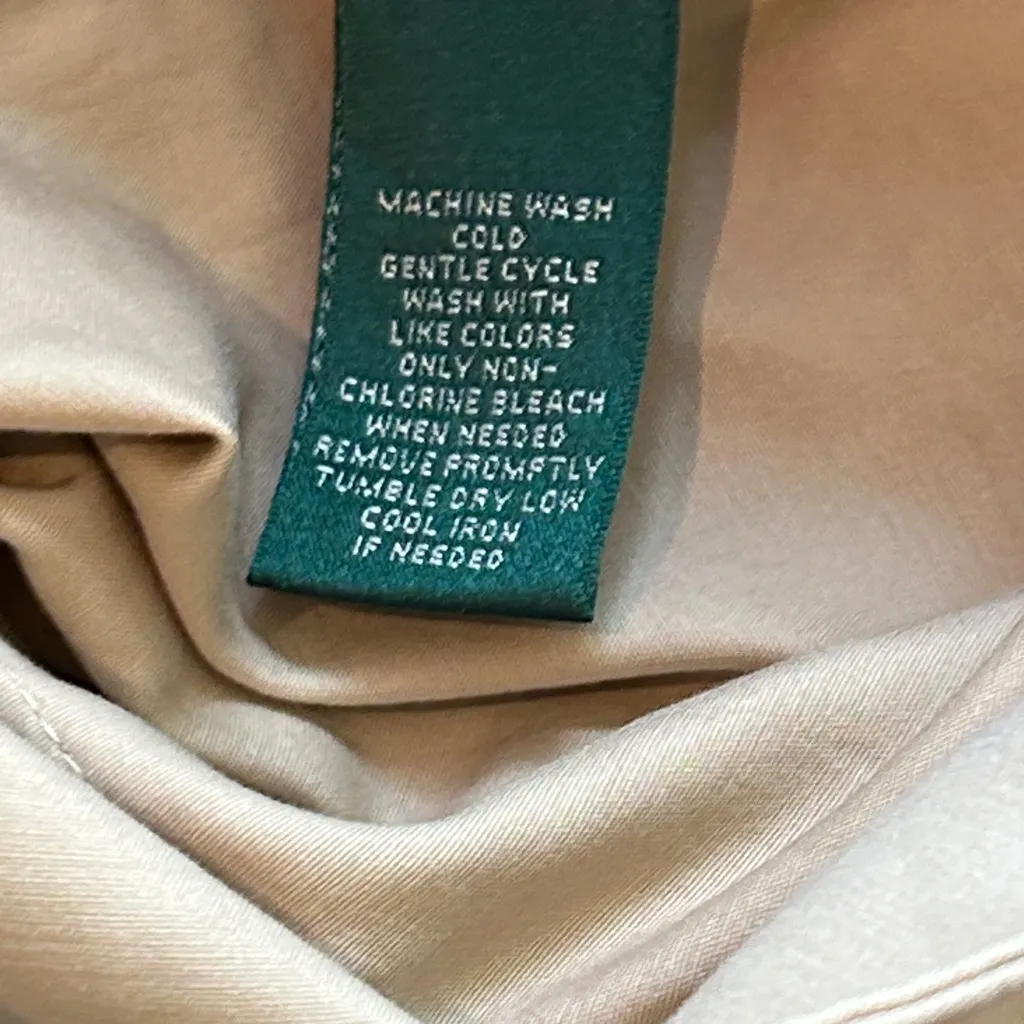 MACHINE WASH
COLD
GENTLE CYCLE
WASH WITH
LIKE COLORS
ONLY NON-
CHLORINE BLEACH
WHEN NEEDED
REMOVE PROMPTLY
TUMBLE DRY LOW
COOL IRON
IF NEEDED